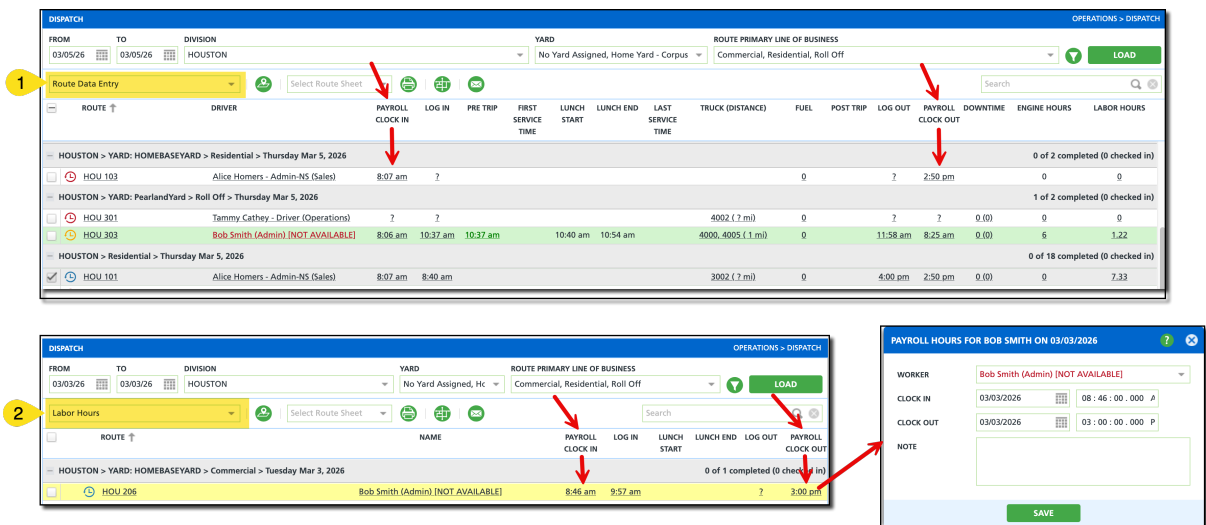 DISPATCH OPERATIONS > DISPATCH
FROM TO DIVISION YARD ROUTE PRIMARY LINE OF BUSINESS
03/05/26 03/05/26 HOUSTON No Yard Assigned, Home Yard - Corpus Commercial, Residential, Roll Off LOAD
1 Route Data Entry Select Route Sheet Search
ROUTE DRIVER PAYROLL CLOCK IN LOG IN PRE TRIP FIRST SERVICE TIME LUNCH START LUNCH END LAST SERVICE TIME TRUCK (DISTANCE) FUEL POST TRIP LOG OUT PAYROLL CLOCK OUT DOWNTIME ENGINE HOURS LABOR HOURS
HOUSTON > YARD: HOMEBASEYARD > Residential > Thursday Mar 5, 2026 0 of 2 completed (0 checked in)
HOU 103 Alice Homers - Admin-NS (Sales) 8:07 am ? 0 ? 2:50 pm 0 0
HOUSTON > YARD: PearlandYard > Roll Off > Thursday Mar 5, 2026 1 of 2 completed (0 checked in)
HOU 301 Tammy Cathey - Driver (Operations) ? ? 4002 ( ? mi) 0 ? ? 0 (0) 0 0
HOU 303 Bob Smith (Admin) [NOT AVAILABLE] 8:06 am 10:37 am 10:37 am 10:40 am 10:54 am 4000, 4005 ( 1 mi) 0 11:58 am 8:25 am 0 (0) 6 1.22
HOUSTON > Residential > Thursday Mar 5, 2026 0 of 18 completed (0 checked in)
HOU 101 Alice Homers - Admin-NS (Sales) 8:07 am 8:40 am 3002 ( ? mi) 0 4:00 pm 2:50 pm 0 (0) 0 7.33
DISPATCH OPERATIONS > DISPATCH
FROM TO DIVISION YARD ROUTE PRIMARY LINE OF BUSINESS
03/03/26 03/03/26 HOUSTON No Yard Assigned, Hc Commercial, Residential, Roll Off LOAD
2 Labor Hours Select Route Sheet Search
ROUTE NAME PAYROLL CLOCK IN LOG IN LUNCH START LUNCH END LOG OUT PAYROLL CLOCK OUT
HOUSTON > YARD: HOMEBASEYARD > Commercial > Tuesday Mar 3, 2026 0 of 1 completed (0 checked in)
HOU 206 Bob Smith (Admin) [NOT AVAILABLE] 8:46 am 9:57 am ? 3:00 pm
PAYROLL HOURS FOR BOB SMITH ON 03/03/2026 ?
WORKER Bob Smith (Admin) [NOT AVAILABLE]
CLOCK IN 03/03/2026 08 : 46 : 00 . 000 A
CLOCK OUT 03/03/2026 03 : 00 : 00 . 000 P
NOTE
SAVE